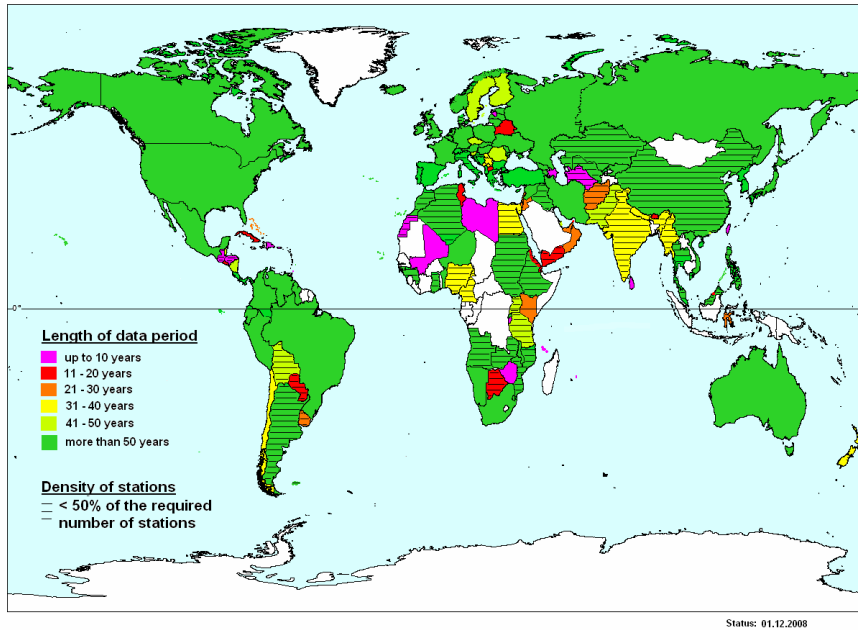 0°
Length of data period
up to 10 years
11 - 20 years
21 - 30 years
31 - 40 years
41 - 50 years
more than 50 years
Density of stations
< 50% of the required
number of stations
Status: 01.12.2008